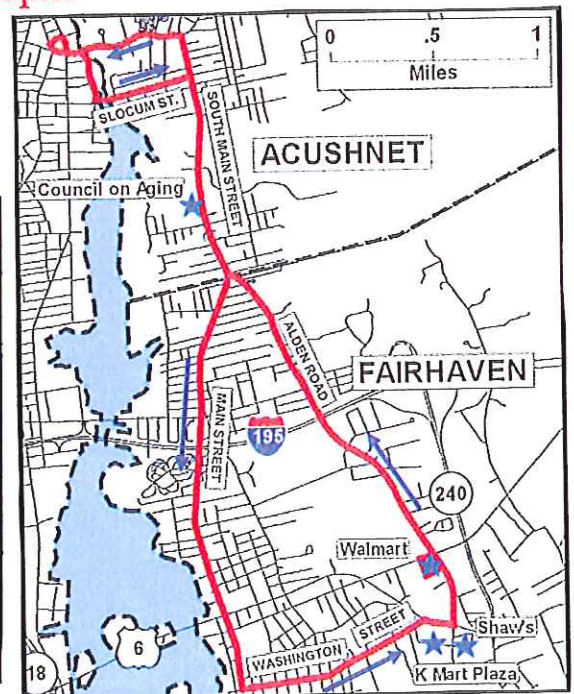 0 .5 1
Miles
SLOCUM ST.
SOUTH MAIN STREET
ACUSHNET
Council on Aging
ALDEN ROAD
FAIRHAVEN
MAIN STREET
195
240
Walmart
Shaw's
WASHINGTON STREET
K Mart Plaza
6
18